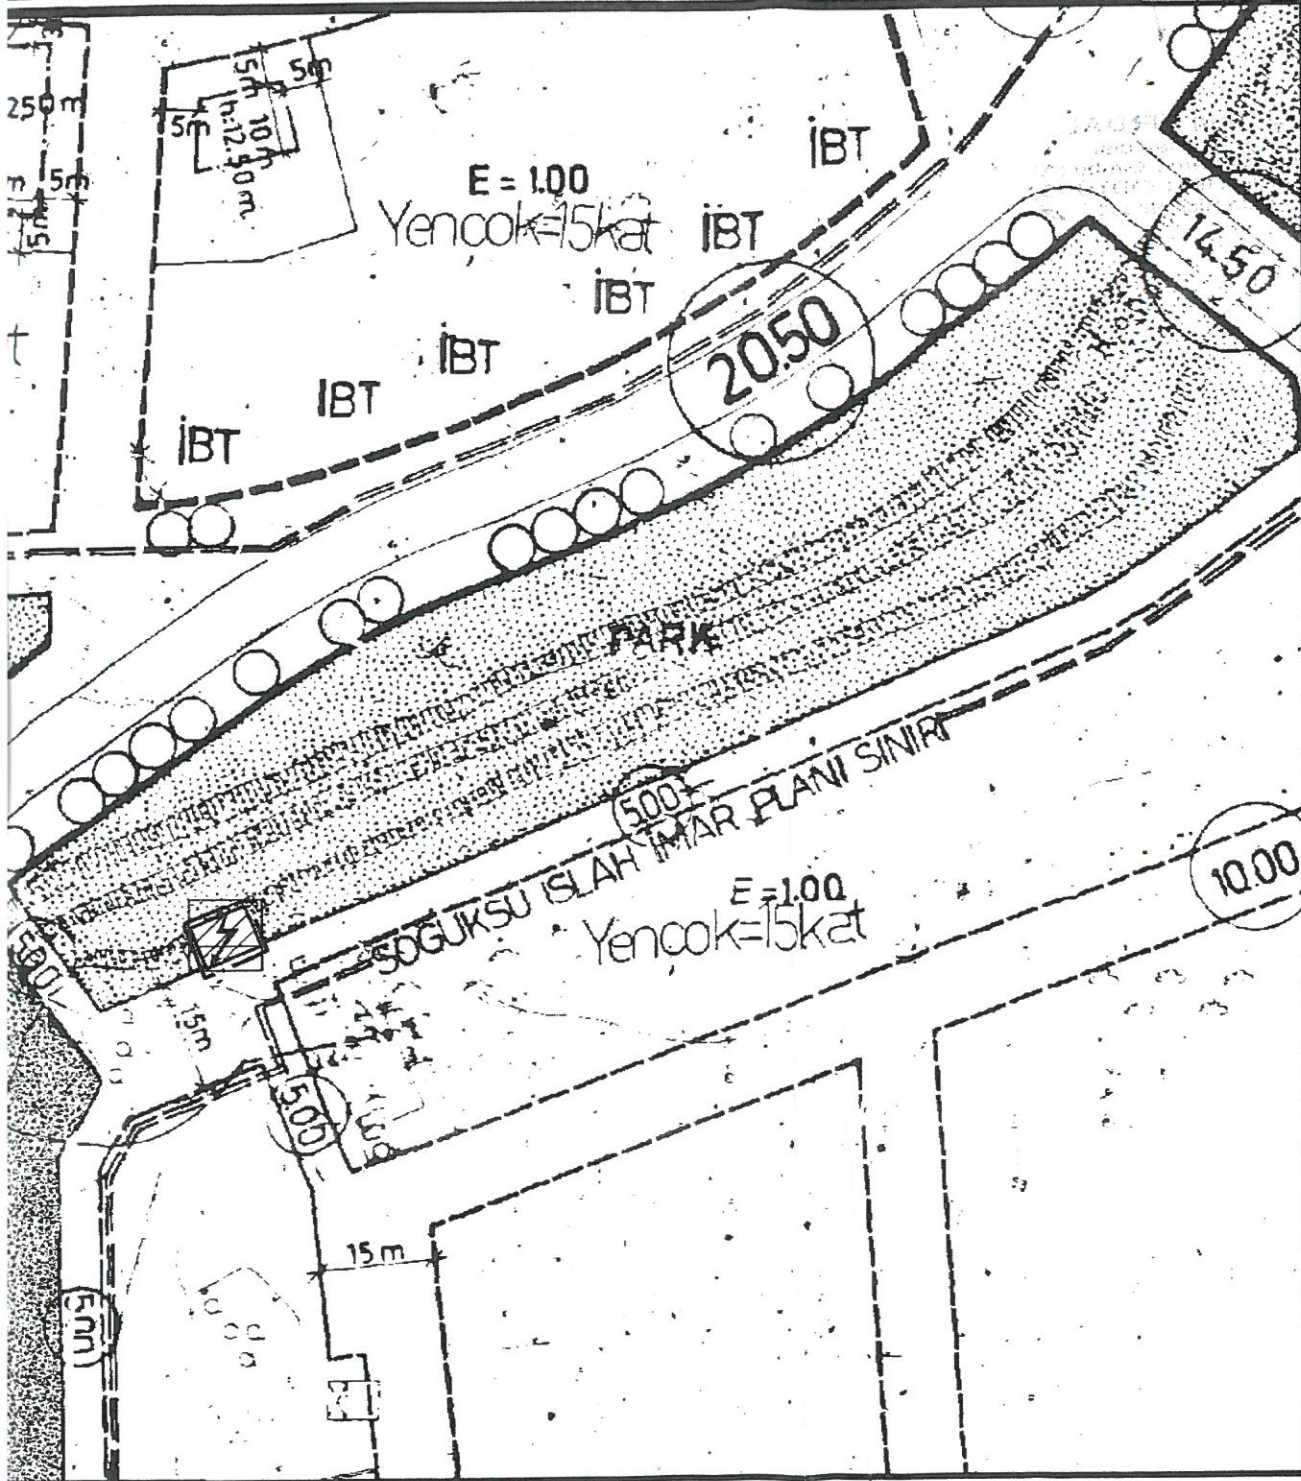 5m
5m
25 m
5m
10 m
h:12.50 m
5m
5m
E = 1.00
Yençok=15kat
İBT
İBT
İBT
İBT
İBT
İBT
14.50
20.50
PARK
5.00
SOĞUKSU ISLAH İMAR PLANI SINIRI
E =1.00
Yençok=15kat
10.00
15m
5.00
15 m